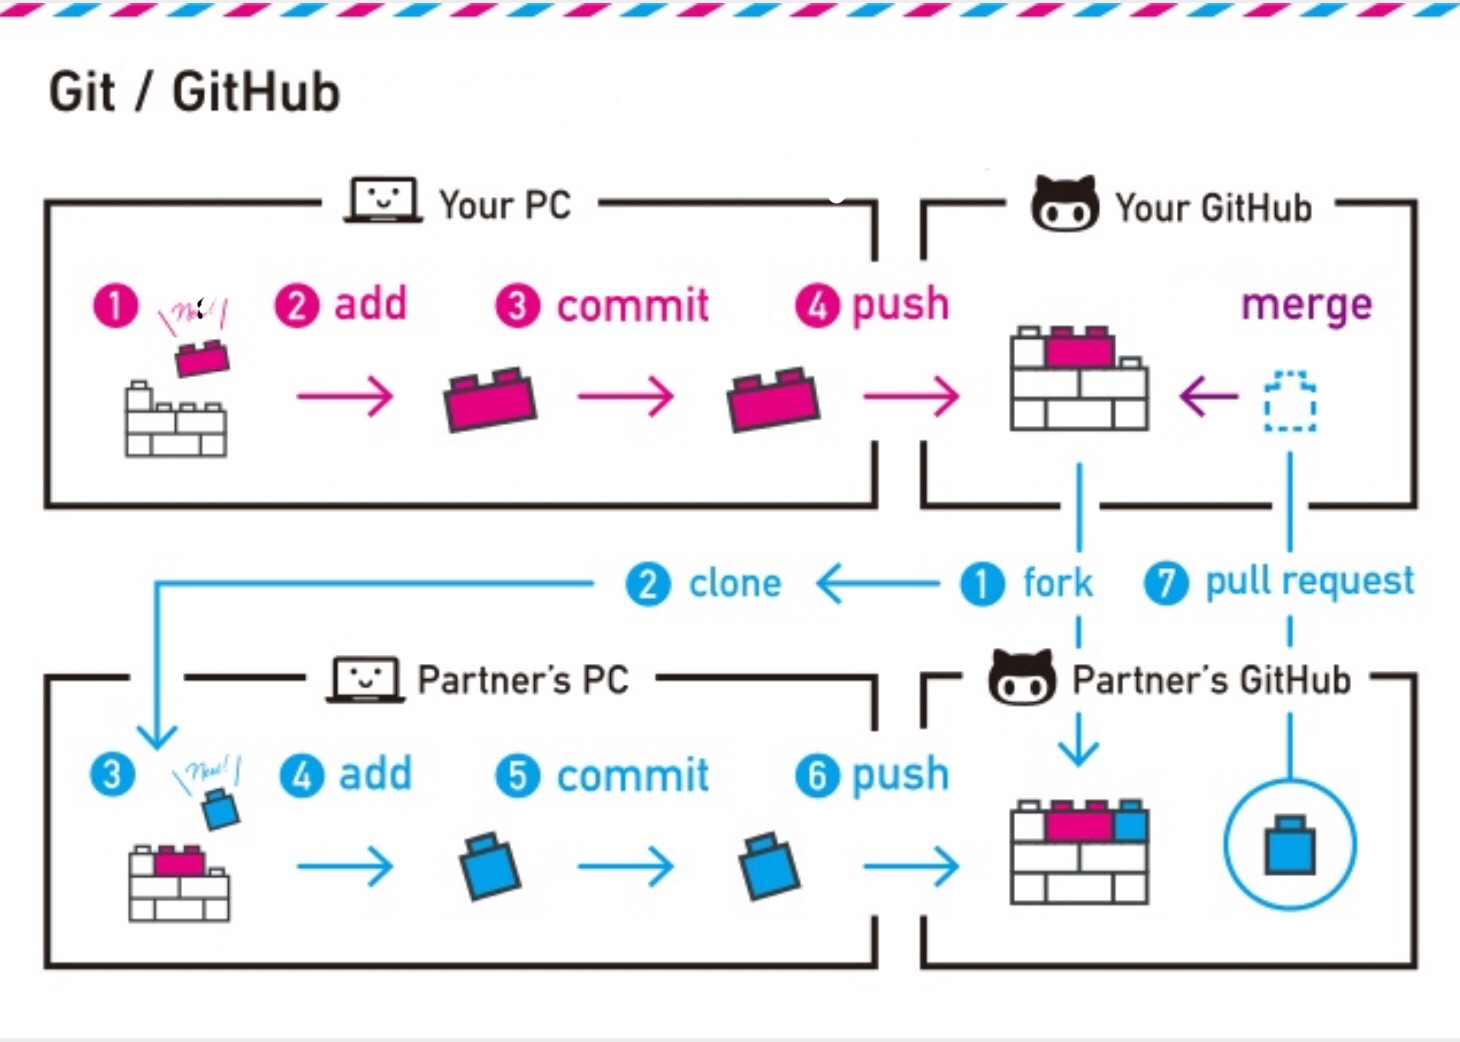 Git / GitHub
Your PC
Your GitHub
1
2 add
3 commit
4 push
merge
2 clone
1 fork
7 pull request
Partner's PC
Partner's GitHub
3
New!
4 add
5 commit
6 push